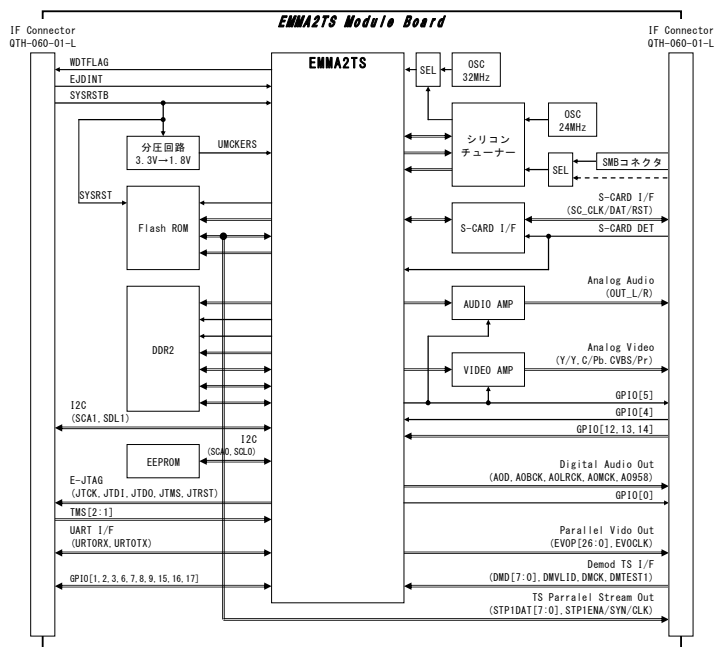 EMMA2TS Module Board
IF Connector
QTH-060-01-L
IF Connector
QTH-060-01-L
WDTFLAG
EJDINT
SYSRSTB
分圧回路
3.3V→1.8V
UMCKERS
SYSRST
Flash ROM
DDR2
I2C
(SCA1, SDL1)
I2C
(SCA0, SCL0)
EEPROM
E-JTAG
(JTCK, JTDI, JTDO, JTMS, JTRST)
TMS[2:1]
UART I/F
(URT0RX, URT0TX)
GPIO[1, 2, 3, 6, 7, 8, 9, 15, 16, 17]
EMMA2TS
SEL
OSC
32MHz
OSC
24MHz
シリコン
チューナー
SEL
SMBコネクタ
S-CARD I/F
S-CARD I/F
(SC_CLK/DAT/RST)
S-CARD DET
AUDIO AMP
Analog Audio
(OUT_L/R)
VIDEO AMP
Analog Video
(Y/Y, C/Pb. CVBS/Pr)
GPIO[5]
GPIO[4]
GPIO[12, 13, 14]
Digital Audio Out
(AOD, AOBCK, AOLRCK, AOMCK, AO958)
GPIO[0]
Parallel Vido Out
(EVOP[26:0], EVOCLK)
Demod TS I/F
(DMD[7:0], DMVLID, DMCK, DMTEST1)
TS Parralel Stream Out
(STP1DAT[7:0], STP1ENA/SYN/CLK)